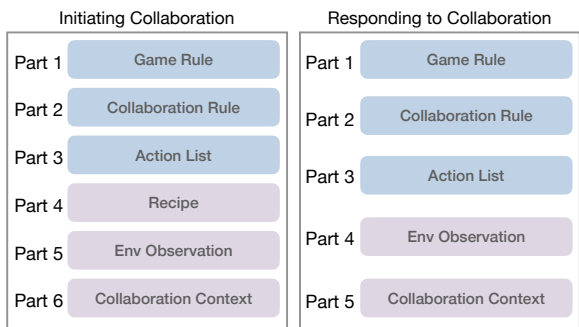 Initiating Collaboration
Part 1 Game Rule
Part 2 Collaboration Rule
Part 3 Action List
Part 4 Recipe
Part 5 Env Observation
Part 6 Collaboration Context
Responding to Collaboration
Part 1 Game Rule
Part 2 Collaboration Rule
Part 3 Action List
Part 4 Env Observation
Part 5 Collaboration Context